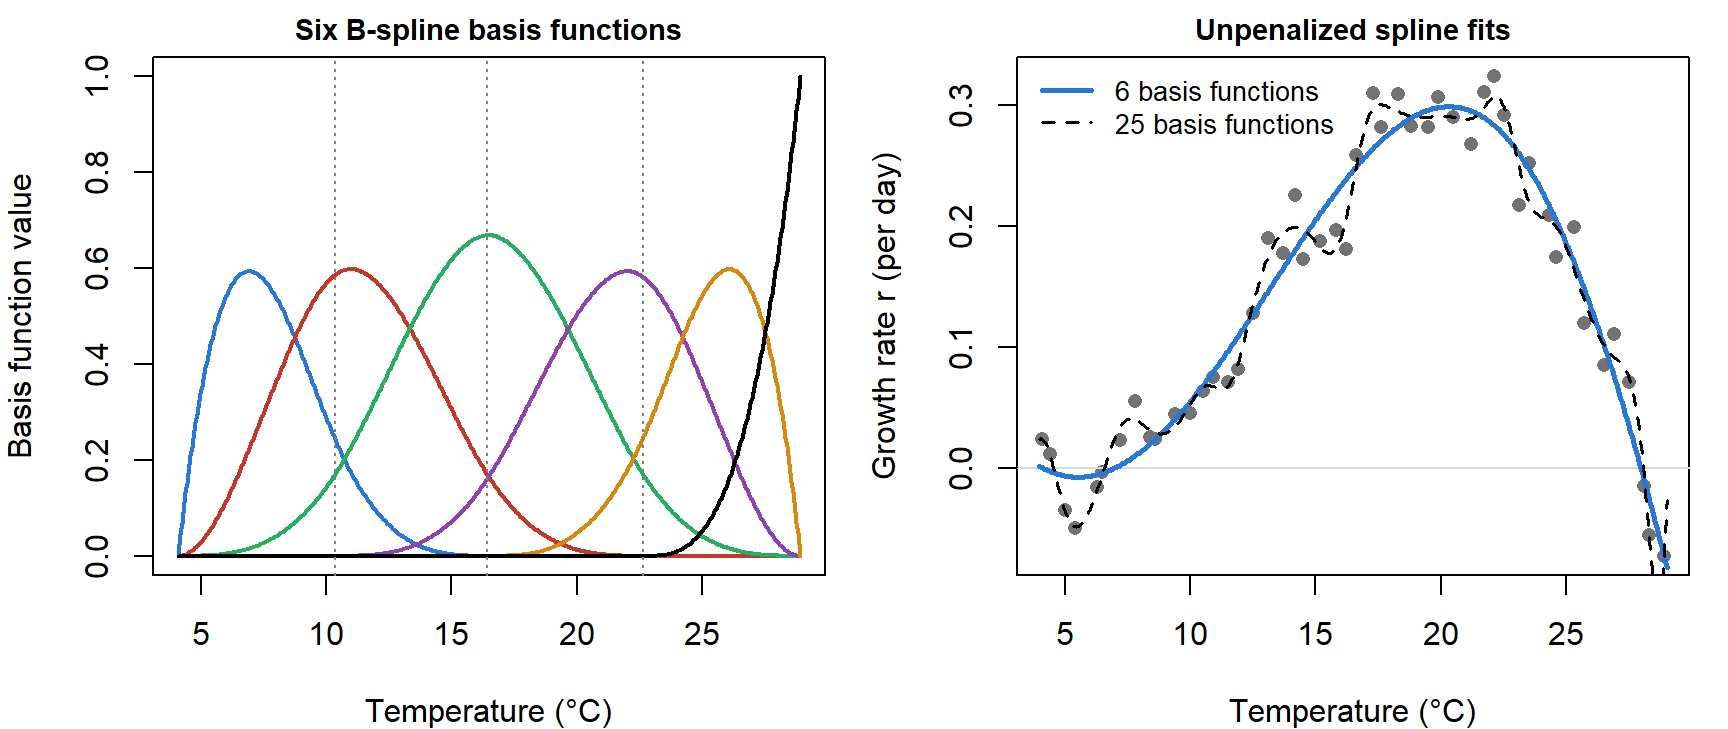 Six B-spline basis functions
Basis function value
0.0 0.2 0.4 0.6 0.8 1.0
5 10 15 20 25
Temperature (°C)
Unpenalized spline fits
6 basis functions
25 basis functions
Growth rate r (per day)
0.0 0.1 0.2 0.3
5 10 15 20 25
Temperature (°C)